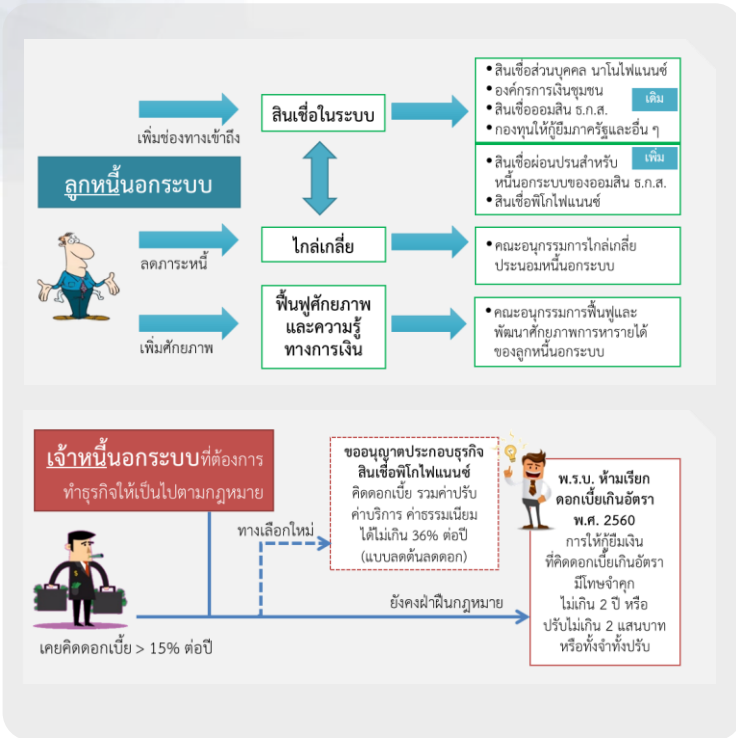 ลูกหนี้นอกระบบ
เพิ่มช่องทางเข้าถึง
สินเชื่อในระบบ
• สินเชื่อส่วนบุคคล นาโนไฟแนนซ์
• องค์กรการเงินชุมชน
• สินเชื่อออมสิน ธ.ก.ส.
• กองทุนให้กู้ยืมภาครัฐและอื่น ๆ
เดิม
• สินเชื่อผ่อนปรนสำหรับ
หนี้นอกระบบของออมสิน ธ.ก.ส.
• สินเชื่อพิโกไฟแนนซ์
เพิ่ม
ลดภาระหนี้
ไกล่เกลี่ย
• คณะอนุกรรมการไกล่เกลี่ย
ประนอมหนี้นอกระบบ
เพิ่มศักยภาพ
ฟื้นฟูศักยภาพ
และความรู้
ทางการเงิน
• คณะอนุกรรมการฟื้นฟูและ
พัฒนาศักยภาพการหารายได้
ของลูกหนี้นอกระบบ
เจ้าหนี้นอกระบบที่ต้องการ
ทำธุรกิจให้เป็นไปตามกฎหมาย
เคยคิดดอกเบี้ย > 15% ต่อปี
ทางเลือกใหม่
ขออนุญาตประกอบธุรกิจ
สินเชื่อพิโกไฟแนนซ์
คิดดอกเบี้ย รวมค่าปรับ
ค่าบริการ ค่าธรรมเนียม
ได้ไม่เกิน 36% ต่อปี
(แบบลดต้นลดดอก)
ยังคงฝ่าฝืนกฎหมาย
พ.ร.บ. ห้ามเรียก
ดอกเบี้ยเกินอัตรา
พ.ศ. 2560
การให้กู้ยืมเงิน
ที่คิดดอกเบี้ยเกินอัตรา
มีโทษจำคุก
ไม่เกิน 2 ปี หรือ
ปรับไม่เกิน 2 แสนบาท
หรือทั้งจำทั้งปรับ